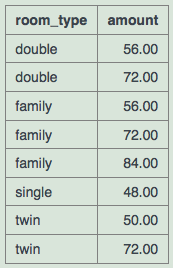 room_type amount
double 56.00
double 72.00
family 56.00
family 72.00
family 84.00
single 48.00
twin 50.00
twin 72.00